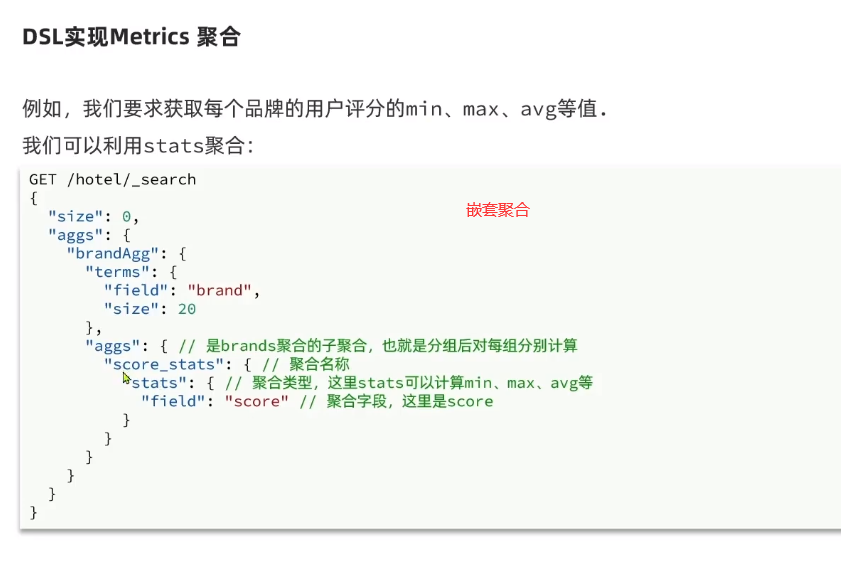 DSL实现Metrics 聚合
例如，我们要求获取每个品牌的用户评分的min、max、avg等值.
我们可以利用stats聚合：
GET /hotel/_search
嵌套聚合
{
  "size": 0,
  "aggs": {
    "brandAgg": {
      "terms": {
        "field": "brand",
        "size": 20
      },
      "aggs": { // 是brands聚合的子聚合，也就是分组后对每组分别计算
        "score_stats": { // 聚合名称
          "stats": { // 聚合类型，这里stats可以计算min、max、avg等
            "field": "score" // 聚合字段，这里是score
          }
        }
      }
    }
  }
}